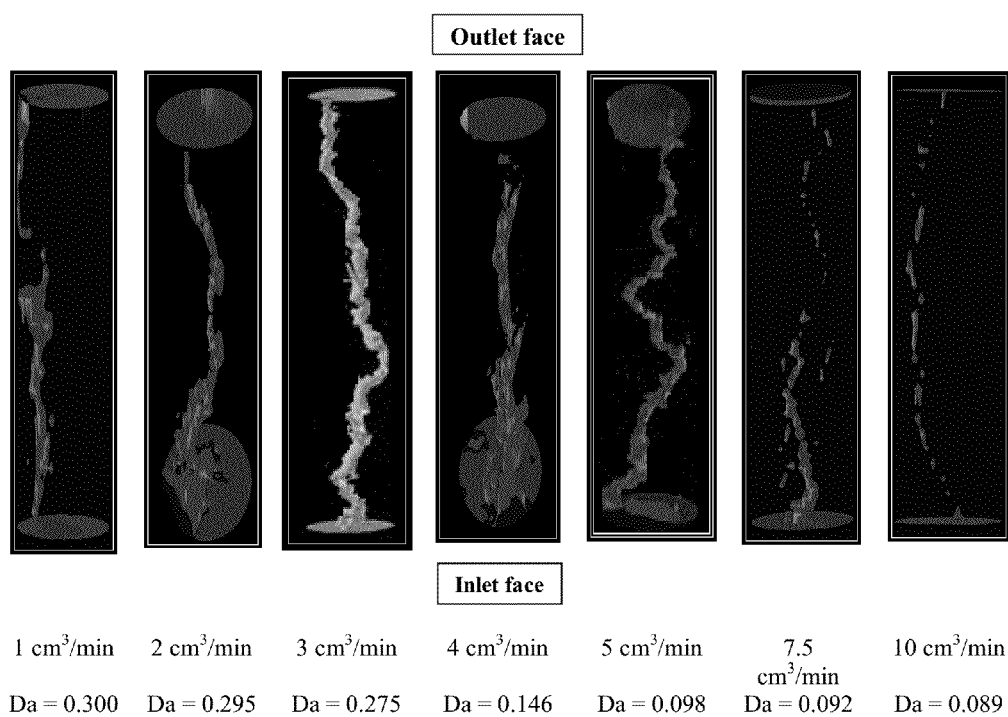 Outlet face
Inlet face
1 cm³/min 2 cm³/min 3 cm³/min 4 cm³/min 5 cm³/min 7.5 cm³/min 10 cm³/min
Da = 0.300 Da = 0.295 Da = 0.275 Da = 0.146 Da = 0.098 Da = 0.092 Da = 0.089